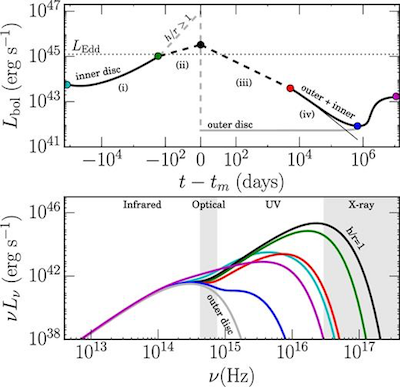 10^47
10^45
10^43
10^41
L_bol (erg s^-1)
L_Edd
h/r ≥ 1
inner disc
(i)
(ii)
(iii)
(iv)
outer + inner
outer disc
-10^4
-10^2
0
10^2
10^4
10^6
t − t_m (days)
Infrared
Optical
UV
X-ray
10^46
10^42
10^38
νL_ν (erg s^-1)
h/r=1
outer disc
10^13
10^14
10^15
10^16
10^17
ν(Hz)